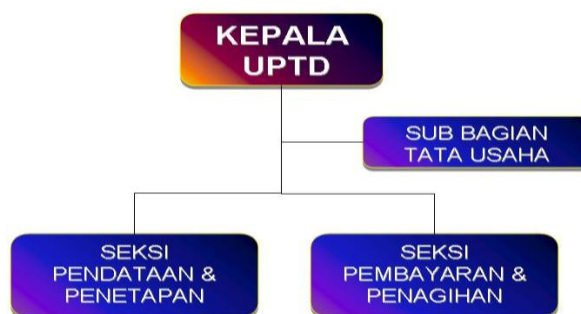 KEPALA
UPTD
SUB BAGIAN
TATA USAHA
SEKSI
PENDATAAN &
PENETAPAN
SEKSI
PEMBAYARAN &
PENAGIHAN